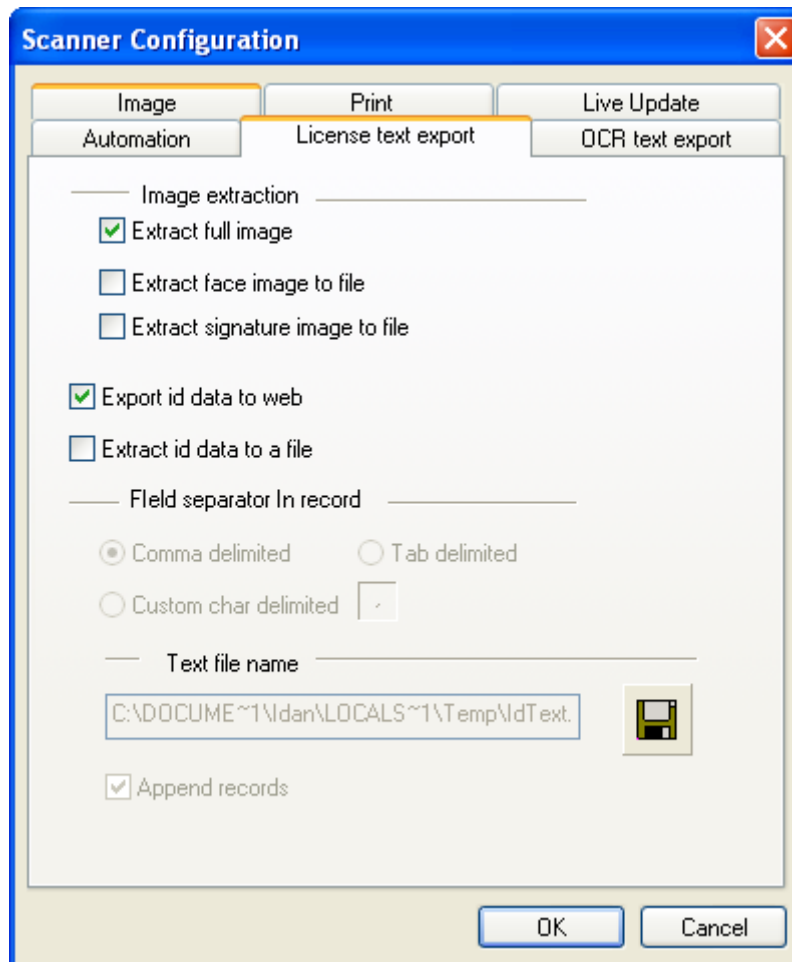 Scanner Configuration
Image Print Live Update
Automation License text export OCR text export
Image extraction
Extract full image
Extract face image to file
Extract signature image to file
Export id data to web
Extract id data to a file
FIeld separator In record
Comma delimited Tab delimited
Custom char delimited ,
Text file name
C:\DOCUME~1\Idan\LOCALS~1\Temp\IdText.
Append records
OK Cancel